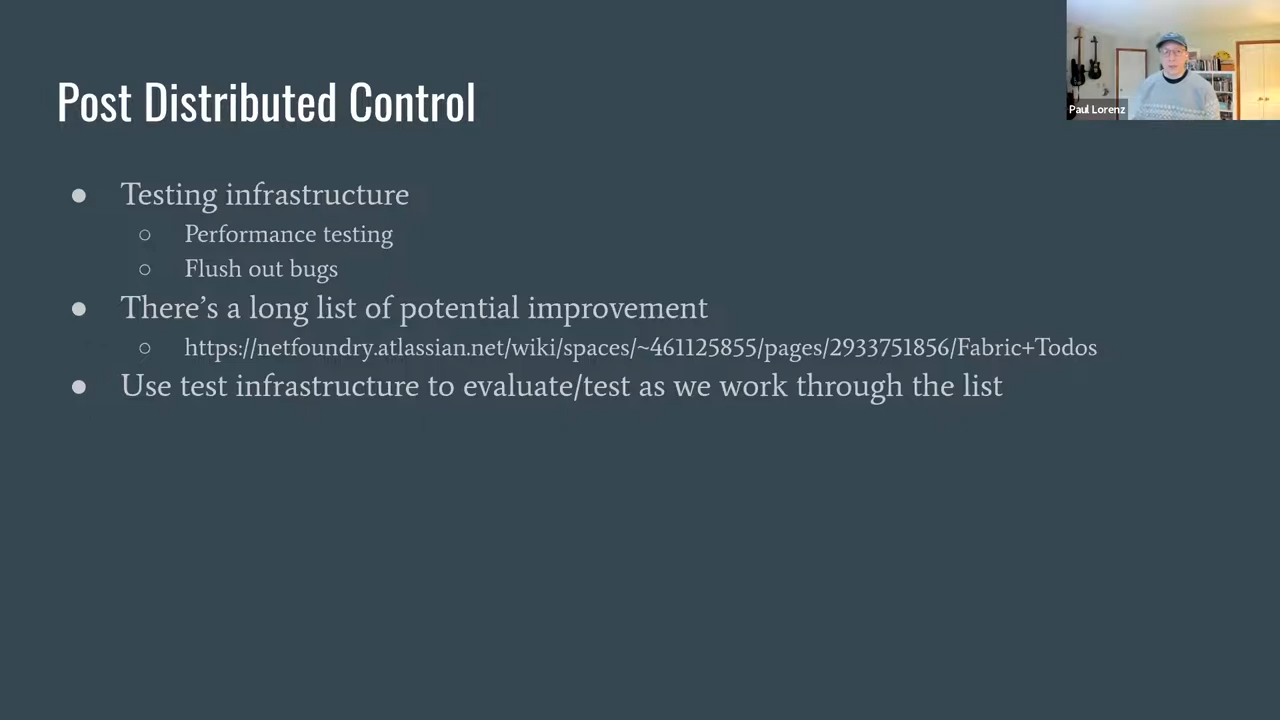 Post Distributed Control
Paul Lorenz
● Testing infrastructure
○ Performance testing
○ Flush out bugs
● There’s a long list of potential improvement
○ https://netfoundry.atlassian.net/wiki/spaces/~461125855/pages/2933751856/Fabric+Todos
● Use test infrastructure to evaluate/test as we work through the list